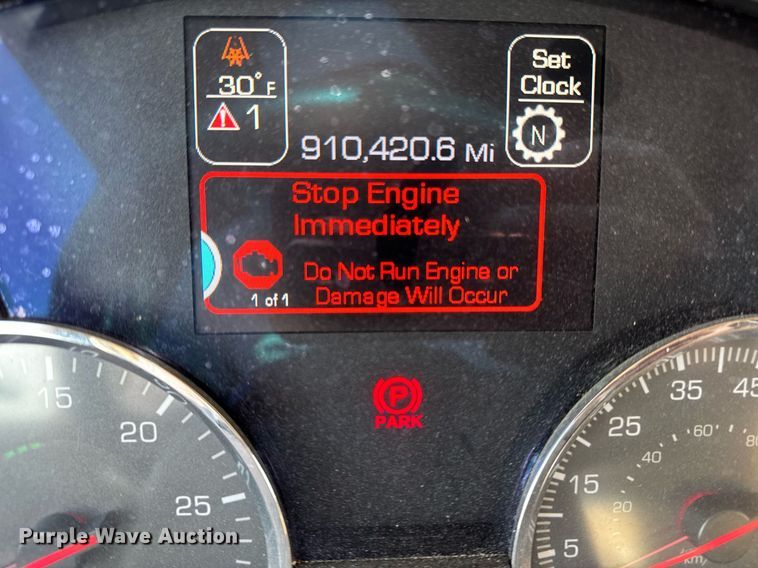 30°F
1
Set
Clock
N
910,420.6 Mi
Stop Engine
Immediately
Do Not Run Engine or
Damage Will Occur
1 of 1
P
PARK
15
20
25
5
15
25
35
45
20
40
60
80
km/
Purple Wave Auction